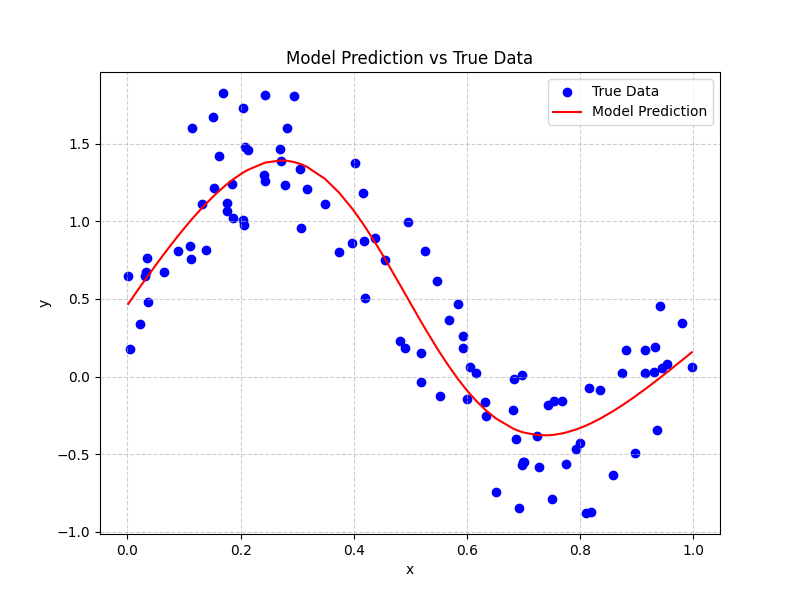 Model Prediction vs True Data
True Data
Model Prediction
1.5
1.0
0.5
0.0
−0.5
−1.0
y
0.0 0.2 0.4 0.6 0.8 1.0
x